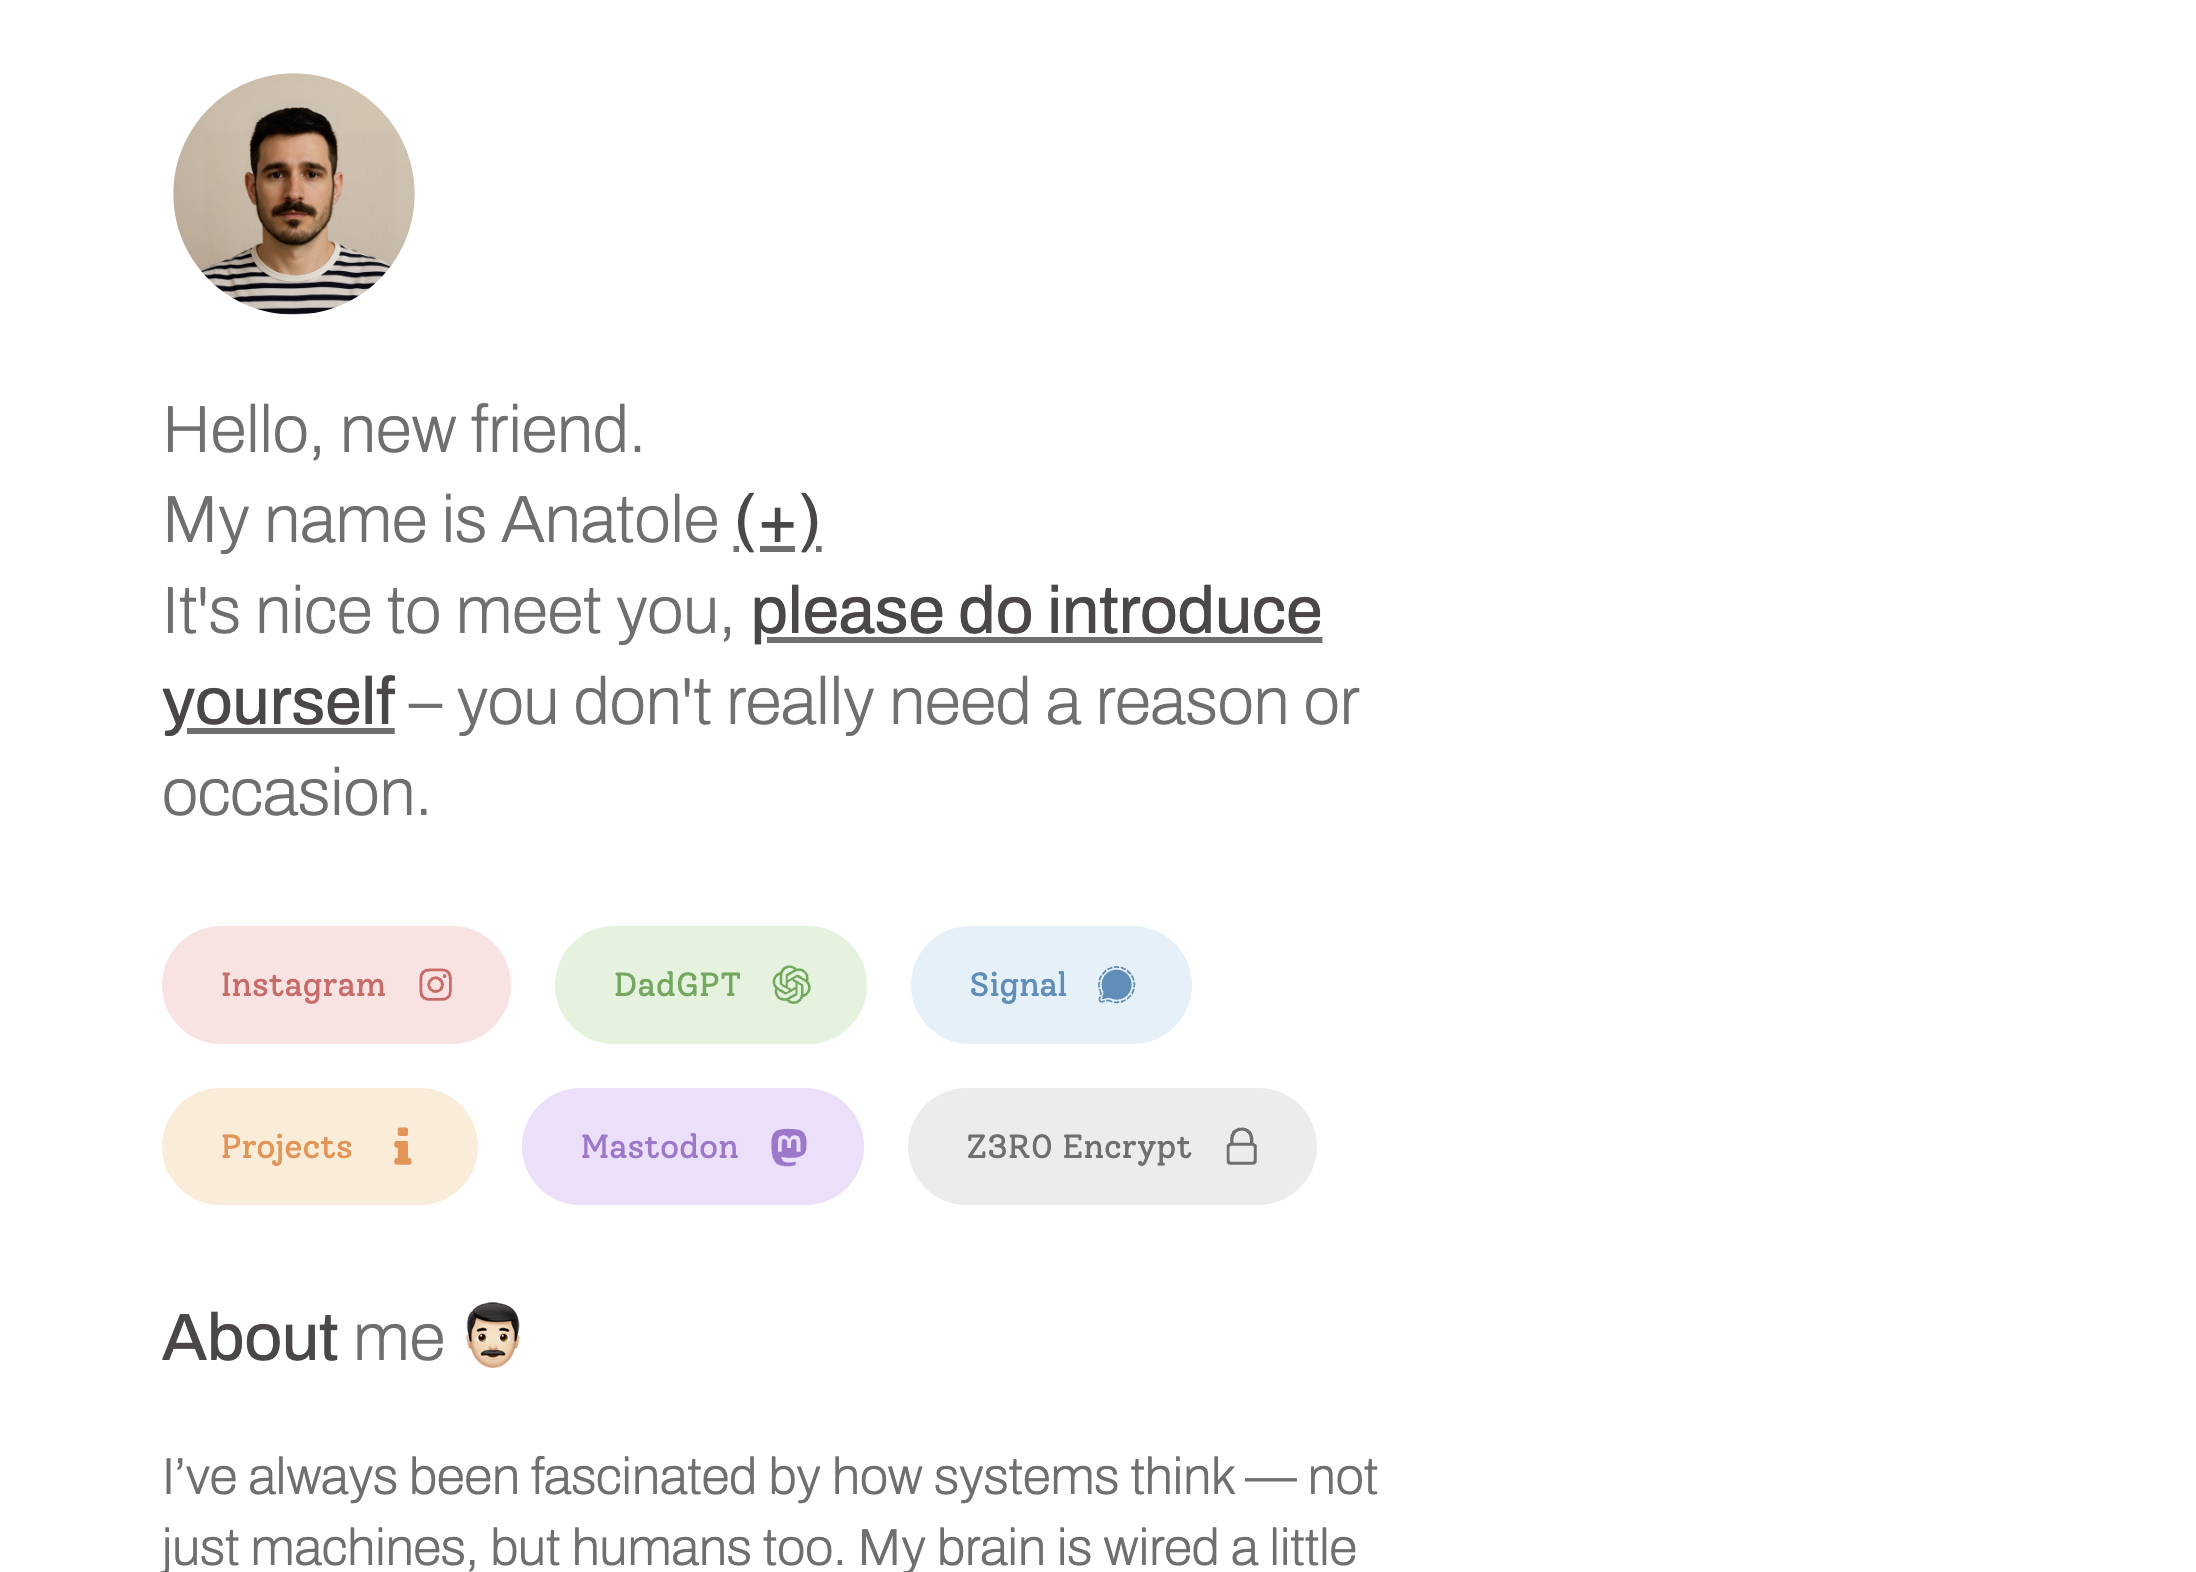 Hello, new friend.
My name is Anatole (+)
It's nice to meet you, please do introduce
yourself – you don't really need a reason or
occasion.
Instagram
DadGPT
Signal
Projects
Mastodon
Z3R0 Encrypt
About me
I’ve always been fascinated by how systems think — not
just machines, but humans too. My brain is wired a little